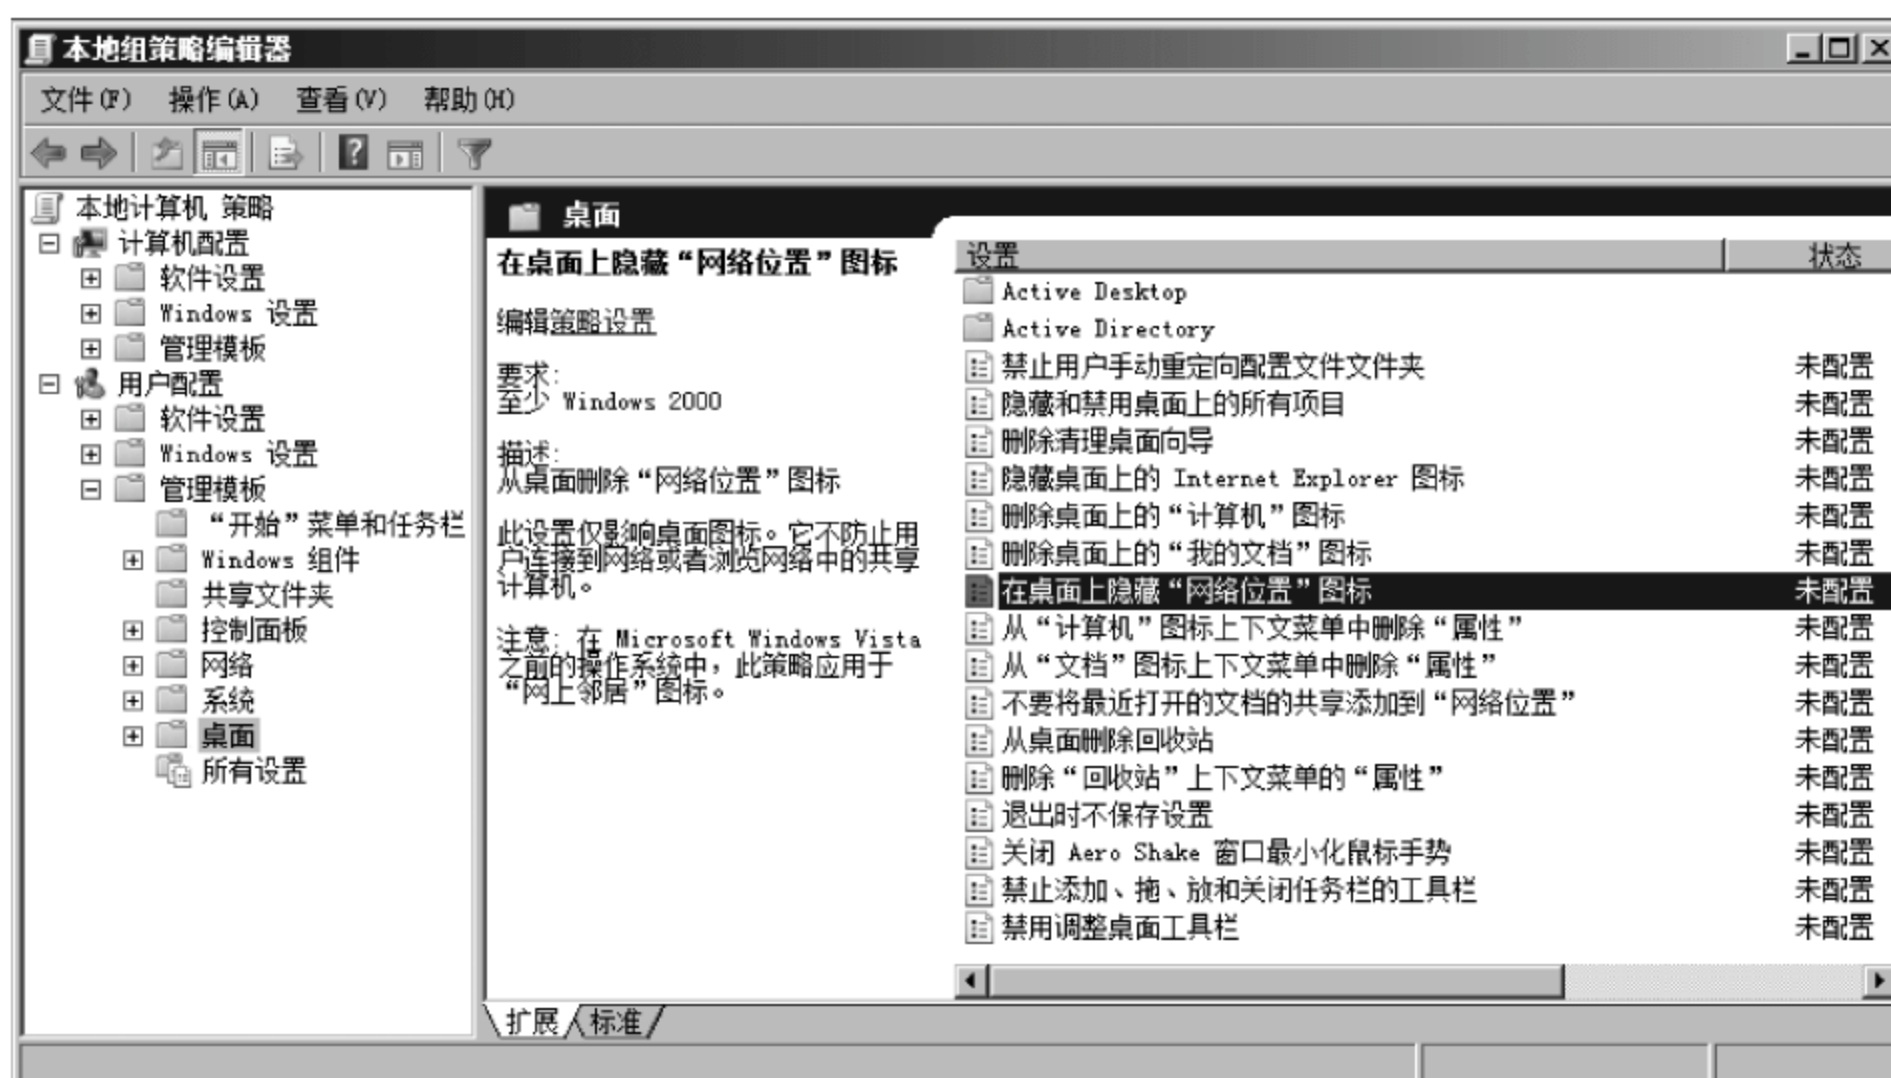 本地组策略编辑器
文件(F) 操作(A) 查看(V) 帮助(H)
本地计算机 策略
计算机配置
软件设置
Windows 设置
管理模板
用户配置
软件设置
Windows 设置
管理模板
“开始”菜单和任务栏
Windows 组件
共享文件夹
控制面板
网络
系统
桌面
所有设置
桌面
在桌面上隐藏“网络位置”图标
编辑策略设置
要求:
至少 Windows 2000
描述:
从桌面删除“网络位置”图标
此设置仅影响桌面图标。它不防止用
户连接到网络或者浏览网络中的共享
计算机。
注意: 在 Microsoft Windows Vista
之前的操作系统中，此策略应用于
“网上邻居”图标。
设置 状态
Active Desktop
Active Directory
禁止用户手动重定向配置文件文件夹 未配置
隐藏和禁用桌面上的所有项目 未配置
删除清理桌面向导 未配置
隐藏桌面上的 Internet Explorer 图标 未配置
删除桌面上的“计算机”图标 未配置
删除桌面上的“我的文档”图标 未配置
在桌面上隐藏“网络位置”图标 未配置
从“计算机”图标上下文菜单中删除“属性” 未配置
从“文档”图标上下文菜单中删除“属性” 未配置
不要将最近打开的文档的共享添加到“网络位置” 未配置
从桌面删除回收站 未配置
删除“回收站”上下文菜单的“属性” 未配置
退出时不保存设置 未配置
关闭 Aero Shake 窗口最小化鼠标手势 未配置
禁止添加、拖、放和关闭任务栏的工具栏 未配置
禁用调整桌面工具栏 未配置
扩展 标准